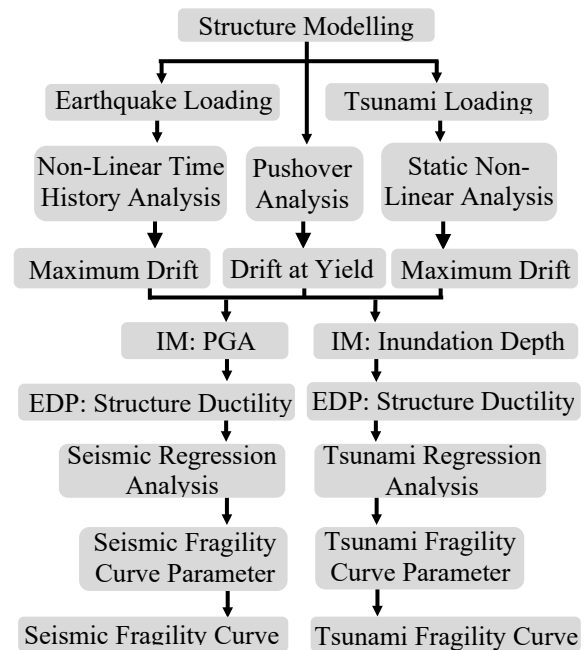 Structure Modelling
Earthquake Loading
Tsunami Loading
Non-Linear Time
History Analysis
Pushover
Analysis
Static Non-
Linear Analysis
Maximum Drift
Drift at Yield
Maximum Drift
IM: PGA
IM: Inundation Depth
EDP: Structure Ductility
EDP: Structure Ductility
Seismic Regression
Analysis
Tsunami Regression
Analysis
Seismic Fragility
Curve Parameter
Tsunami Fragility
Curve Parameter
Seismic Fragility Curve
Tsunami Fragility Curve